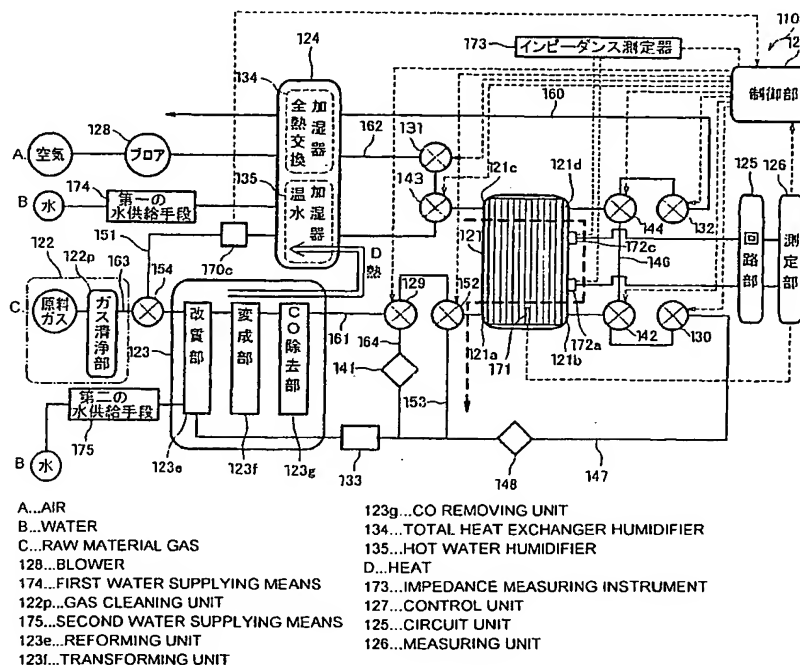 124
110
173
インピーダンス測定器
127
制御部
134
全熱交換
加湿器
160
128
162
131
A.
空気
ブロア
135
143
121c
121d
125
126
174
温水
加湿器
B
水
第一の
水供給手段
144
132
121
172c
146
回路部
測定部
151
D
熱
122
122p
163
154
170c
129
152
C.
原料
ガス
ガス清浄部
改質部
変成部
CO除去部
161
164
142
130
123
141
171
172a
121a
121b
第二の
水供給手段
153
175
B
水
123e
123f
123g
133
148
147
A...AIR
B...WATER
C...RAW MATERIAL GAS
128...BLOWER
174...FIRST WATER SUPPLYING MEANS
122p...GAS CLEANING UNIT
175...SECOND WATER SUPPLYING MEANS
123e...REFORMING UNIT
123f...TRANSFORMING UNIT
123g...CO REMOVING UNIT
134...TOTAL HEAT EXCHANGER HUMIDIFIER
135...HOT WATER HUMIDIFIER
D...HEAT
173...IMPEDANCE MEASURING INSTRUMENT
127...CONTROL UNIT
125...CIRCUIT UNIT
126...MEASURING UNIT